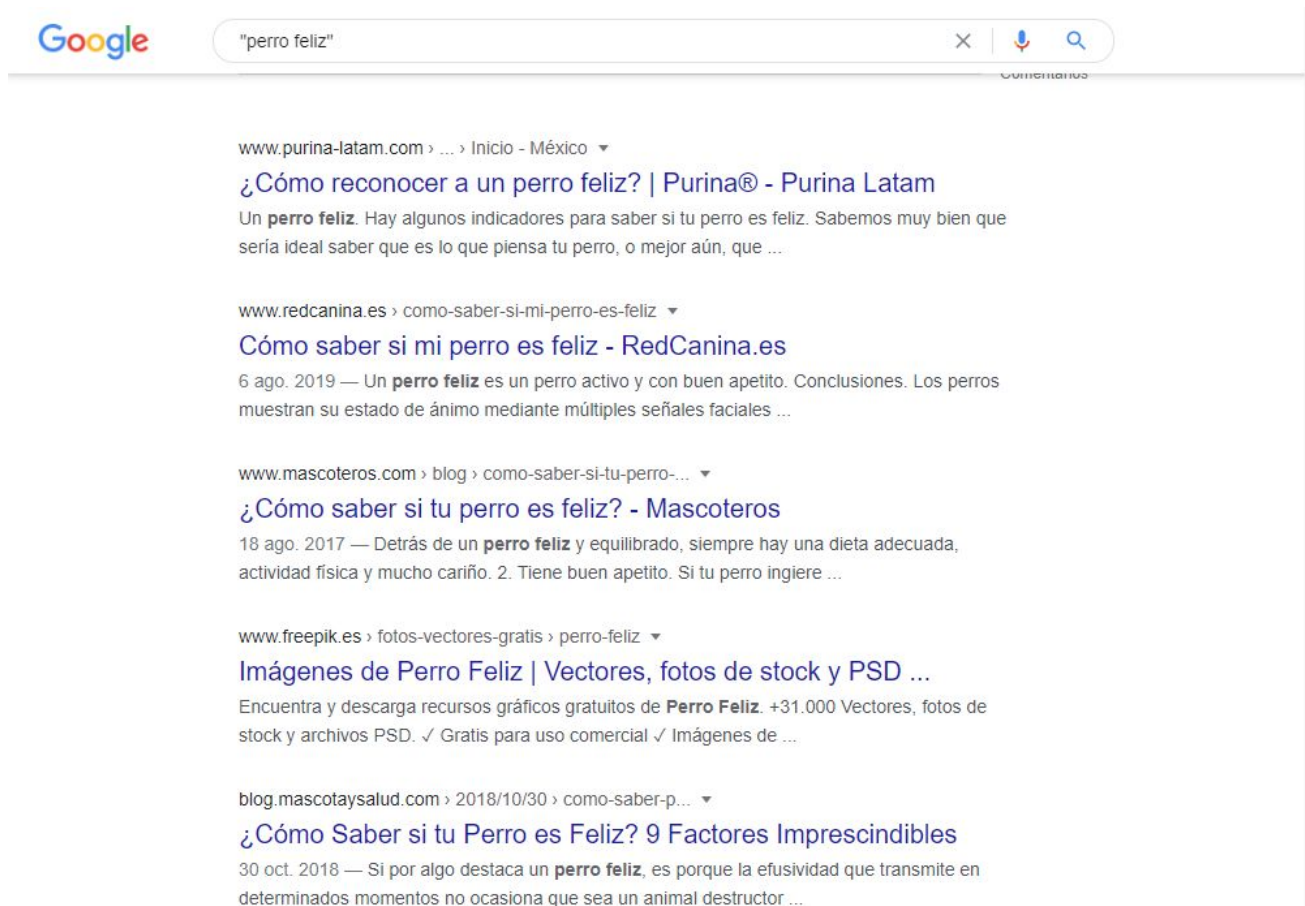 Google
"perro feliz"
Comentarios
www.purina-latam.com › ... › Inicio - México
¿Cómo reconocer a un perro feliz? | Purina® - Purina Latam
Un perro feliz. Hay algunos indicadores para saber si tu perro es feliz. Sabemos muy bien que
sería ideal saber que es lo que piensa tu perro, o mejor aún, que ...
www.redcanina.es › como-saber-si-mi-perro-es-feliz
Cómo saber si mi perro es feliz - RedCanina.es
6 ago. 2019 — Un perro feliz es un perro activo y con buen apetito. Conclusiones. Los perros
muestran su estado de ánimo mediante múltiples señales faciales ...
www.mascoteros.com › blog › como-saber-si-tu-perro-...
¿Cómo saber si tu perro es feliz? - Mascoteros
18 ago. 2017 — Detrás de un perro feliz y equilibrado, siempre hay una dieta adecuada,
actividad física y mucho cariño. 2. Tiene buen apetito. Si tu perro ingiere ...
www.freepik.es › fotos-vectores-gratis › perro-feliz
Imágenes de Perro Feliz | Vectores, fotos de stock y PSD ...
Encuentra y descarga recursos gráficos gratuitos de Perro Feliz. +31.000 Vectores, fotos de
stock y archivos PSD. ✓ Gratis para uso comercial ✓ Imágenes de ...
blog.mascotaysalud.com › 2018/10/30 › como-saber-p...
¿Cómo Saber si tu Perro es Feliz? 9 Factores Imprescindibles
30 oct. 2018 — Si por algo destaca un perro feliz, es porque la efusividad que transmite en
determinados momentos no ocasiona que sea un animal destructor ...